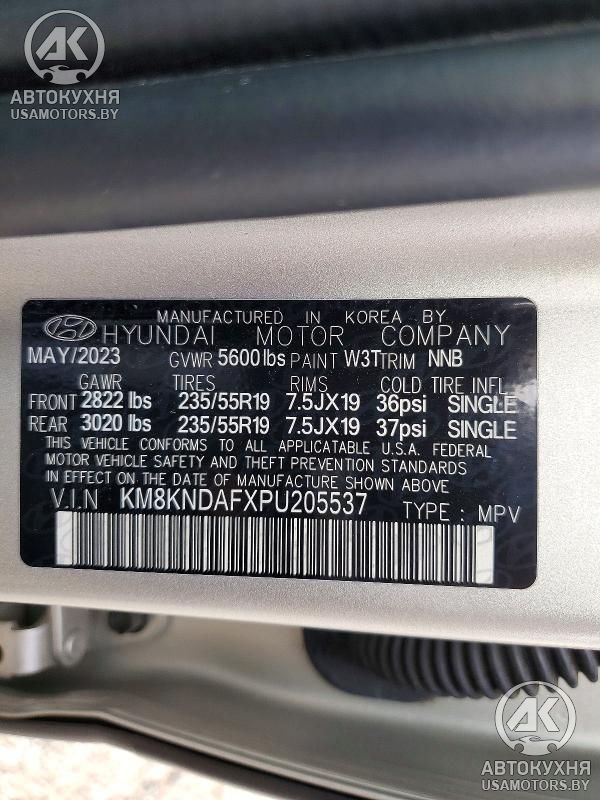 AK
АВТОКУХНЯ
USAMOTORS.BY
MANUFACTURED IN KOREA BY
HYUNDAI MOTOR COMPANY
MAY/2023 GVWR 5600 lbs PAINT W3T TRIM NNB
GAWR TIRES RIMS COLD TIRE INFL
FRONT 2822 lbs 235/55R19 7.5JX19 36psi SINGLE
REAR 3020 lbs 235/55R19 7.5JX19 37psi SINGLE
THIS VEHICLE CONFORMS TO ALL APPLICATABLE U.S.A. FEDERAL
MOTOR VEHICLE SAFETY AND THEFT PREVENTION STANDARDS
IN EFFECT ON THE DATE OF MANUFACTURE SHOWN ABOVE
V.I.N KM8KNDAFXPU205537 TYPE : MPV
AK
АВТОКУХНЯ
USAMOTORS.BY